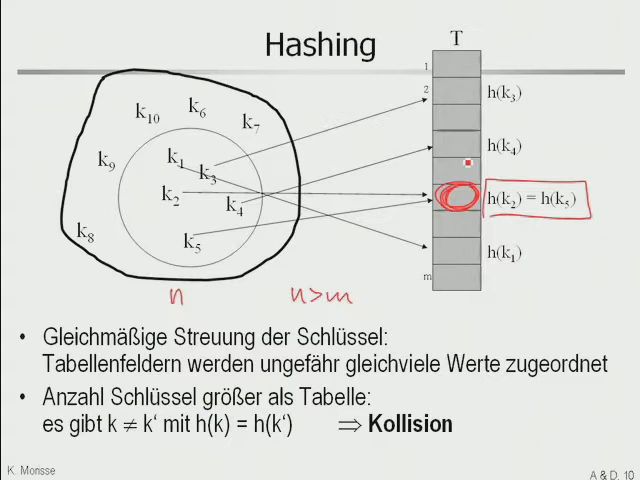 Hashing
T
1
2
m
k₁₀
k₆
k₇
k₉
k₁
k₃
k₂
k₄
k₈
k₅
h(k₃)
h(k₄)
h(k₂) = h(k₅)
h(k₁)
n
n>m
• Gleichmäßige Streuung der Schlüssel:
Tabellenfeldern werden ungefähr gleichviele Werte zugeordnet
• Anzahl Schlüssel größer als Tabelle:
es gibt k ≠ k‘ mit h(k) = h(k‘) ⇒ Kollision
K. Morisse
A & D, 10